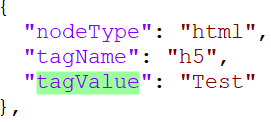 {
"nodeType": "html",
"tagName": "h5",
"tagValue": "Test"
},